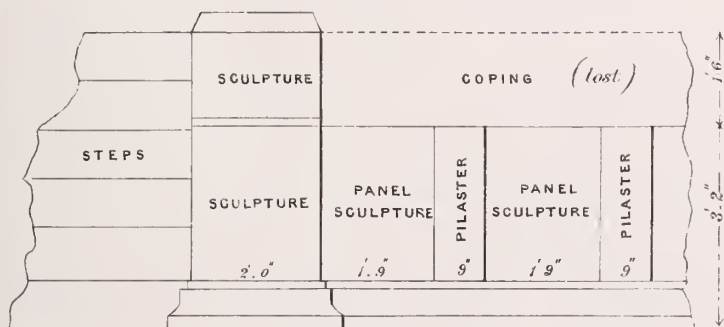 SCULPTURE
COPING (lost)
1'6"
STEPS
SCULPTURE
PANEL
SCULPTURE
PILASTER
PANEL
SCULPTURE
PILASTER
3'.2"
2'.0"
1'.9"
9"
1'9"
9"